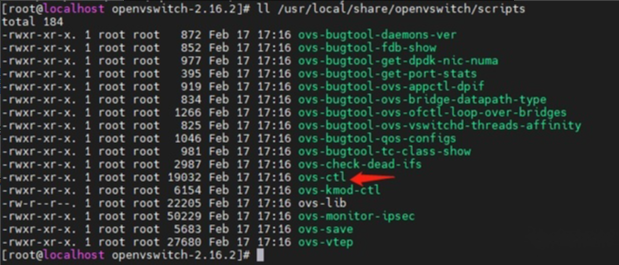 [root@localhost openvswitch-2.16.2]# ll /usr/local/share/openvswitch/scripts
total 184
-rwxr-xr-x. 1 root root   872 Feb 17 17:16 ovs-bugtool-daemons-ver
-rwxr-xr-x. 1 root root   852 Feb 17 17:16 ovs-bugtool-fdb-show
-rwxr-xr-x. 1 root root   977 Feb 17 17:16 ovs-bugtool-get-dpdk-nic-numa
-rwxr-xr-x. 1 root root   395 Feb 17 17:16 ovs-bugtool-get-port-stats
-rwxr-xr-x. 1 root root   919 Feb 17 17:16 ovs-bugtool-ovs-appctl-dpif
-rwxr-xr-x. 1 root root   834 Feb 17 17:16 ovs-bugtool-ovs-bridge-datapath-type
-rwxr-xr-x. 1 root root  1266 Feb 17 17:16 ovs-bugtool-ovs-ofctl-loop-over-bridges
-rwxr-xr-x. 1 root root   825 Feb 17 17:16 ovs-bugtool-ovs-vswitchd-threads-affinity
-rwxr-xr-x. 1 root root  1046 Feb 17 17:16 ovs-bugtool-qos-configs
-rwxr-xr-x. 1 root root   981 Feb 17 17:16 ovs-bugtool-tc-class-show
-rwxr-xr-x. 1 root root  2987 Feb 17 17:16 ovs-check-dead-ifs
-rwxr-xr-x. 1 root root 19032 Feb 17 17:16 ovs-ctl
-rwxr-xr-x. 1 root root  6154 Feb 17 17:16 ovs-kmod-ctl
-rw-r--r--. 1 root root 22205 Feb 17 17:16 ovs-lib
-rwxr-xr-x. 1 root root 50229 Feb 17 17:16 ovs-monitor-ipsec
-rwxr-xr-x. 1 root root  5683 Feb 17 17:16 ovs-save
-rwxr-xr-x. 1 root root 27680 Feb 17 17:16 ovs-vtep
[root@localhost openvswitch-2.16.2]#